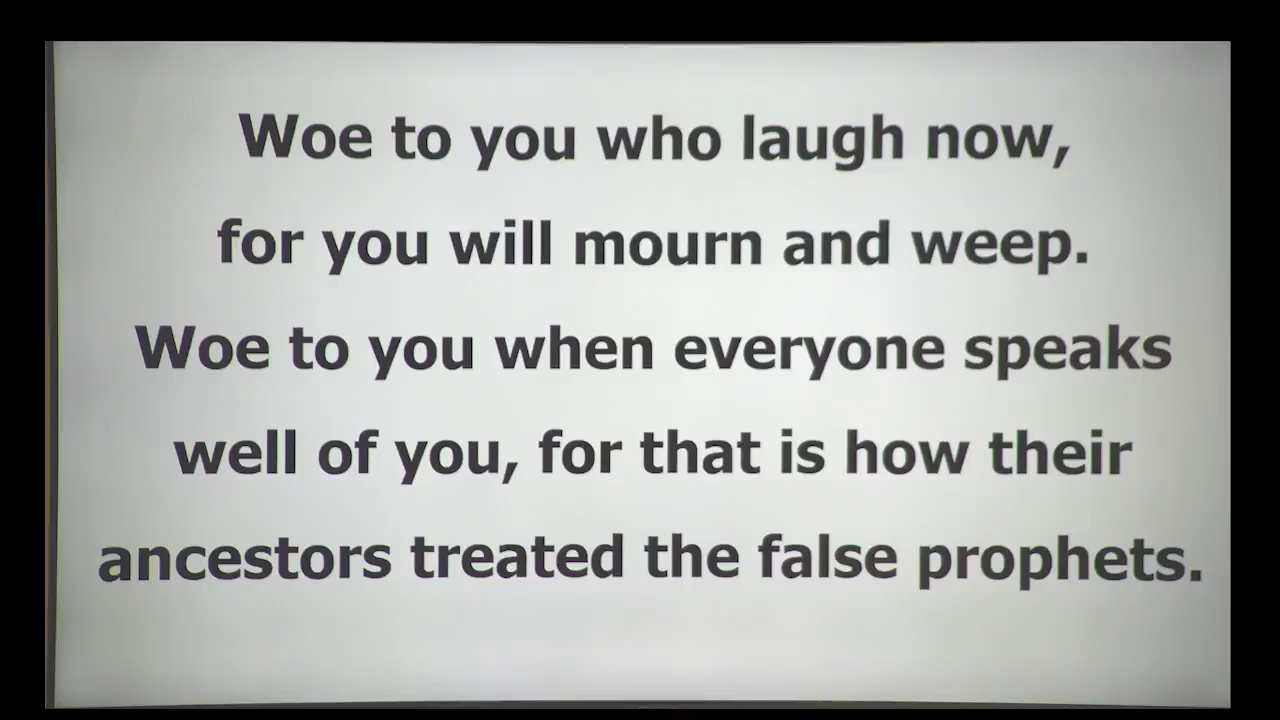 Woe to you who laugh now,
for you will mourn and weep.
Woe to you when everyone speaks
well of you, for that is how their
ancestors treated the false prophets.